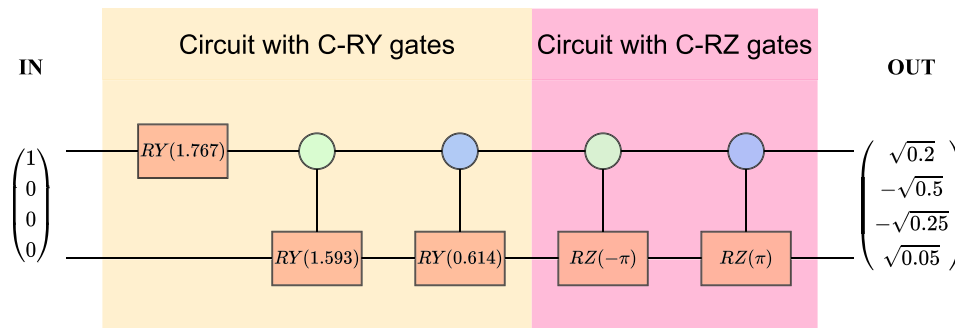 Circuit with C-RY gates
Circuit with C-RZ gates
IN
OUT
RY(1.767)
1
0
0
0
RY(1.593)
RY(0.614)
RZ(−π)
RZ(π)
√0.2
−√0.5
−√0.25
√0.05